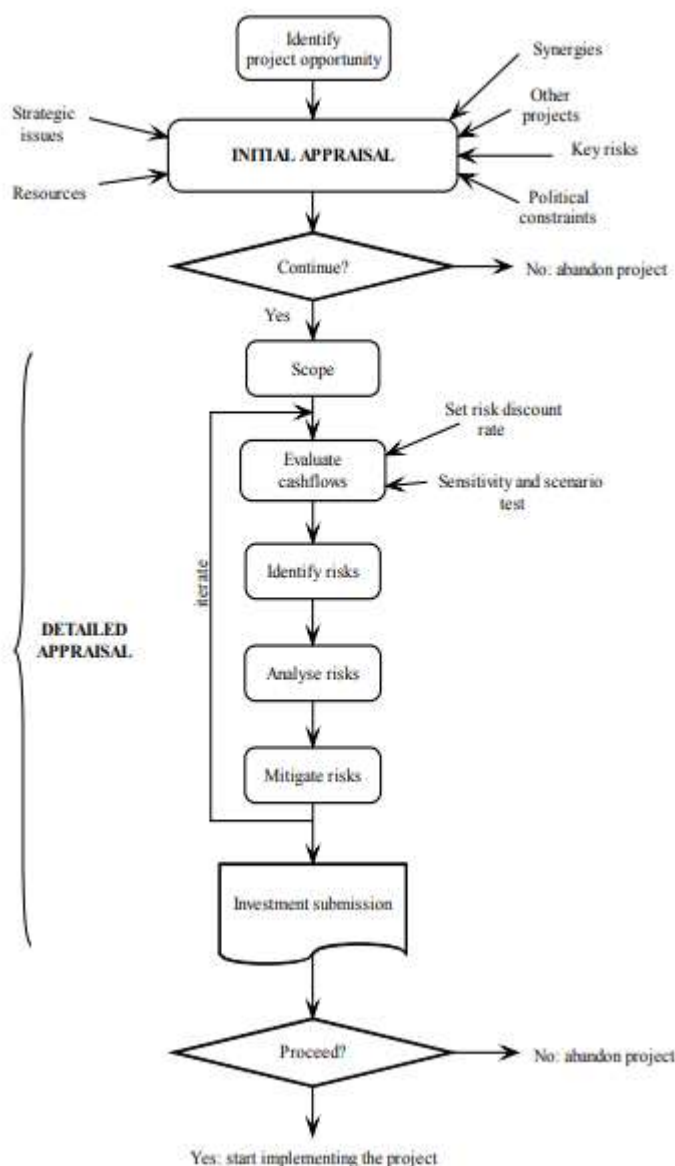 Identify
project opportunity
Synergies
Strategic
issues
Other
projects
INITIAL APPRAISAL
Key risks
Resources
Political
constraints
Continue?
No: abandon project
Yes
Scope
Set risk discount
rate
Evaluate
cashflows
Sensitivity and scenario
test
Identify risks
iterate
DETAILED
APPRAISAL
Analyse risks
Mitigate risks
Investment submission
Proceed?
No: abandon project
Yes: start implementing the project